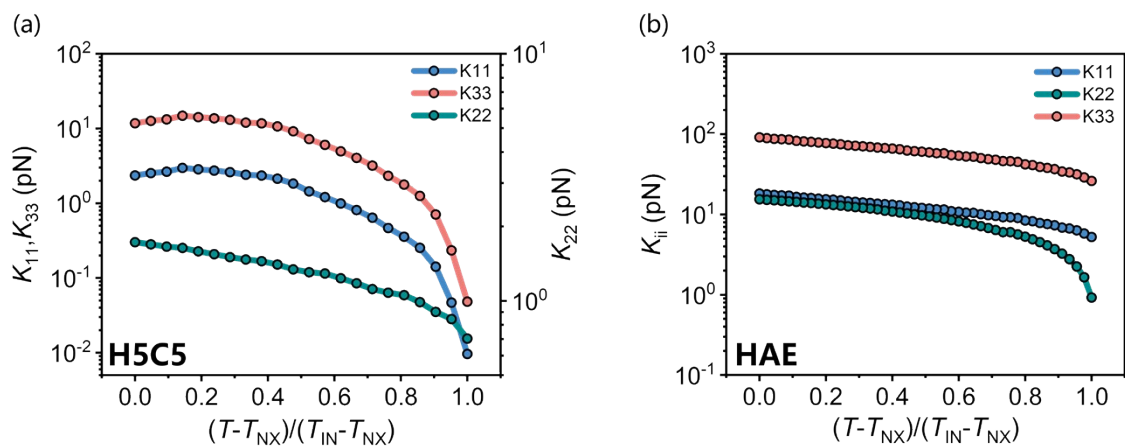 (a)
10^2
10^1
10^0
10^-1
10^-2
K11,K33 (pN)
10^1
10^0
K22 (pN)
K11
K33
K22
H5C5
0.0 0.2 0.4 0.6 0.8 1.0
(T-TNX)/(TIN-TNX)
(b)
10^3
10^2
10^1
10^0
10^-1
Kii (pN)
K11
K22
K33
HAE
0.0 0.2 0.4 0.6 0.8 1.0
(T-TNX)/(TIN-TNX)